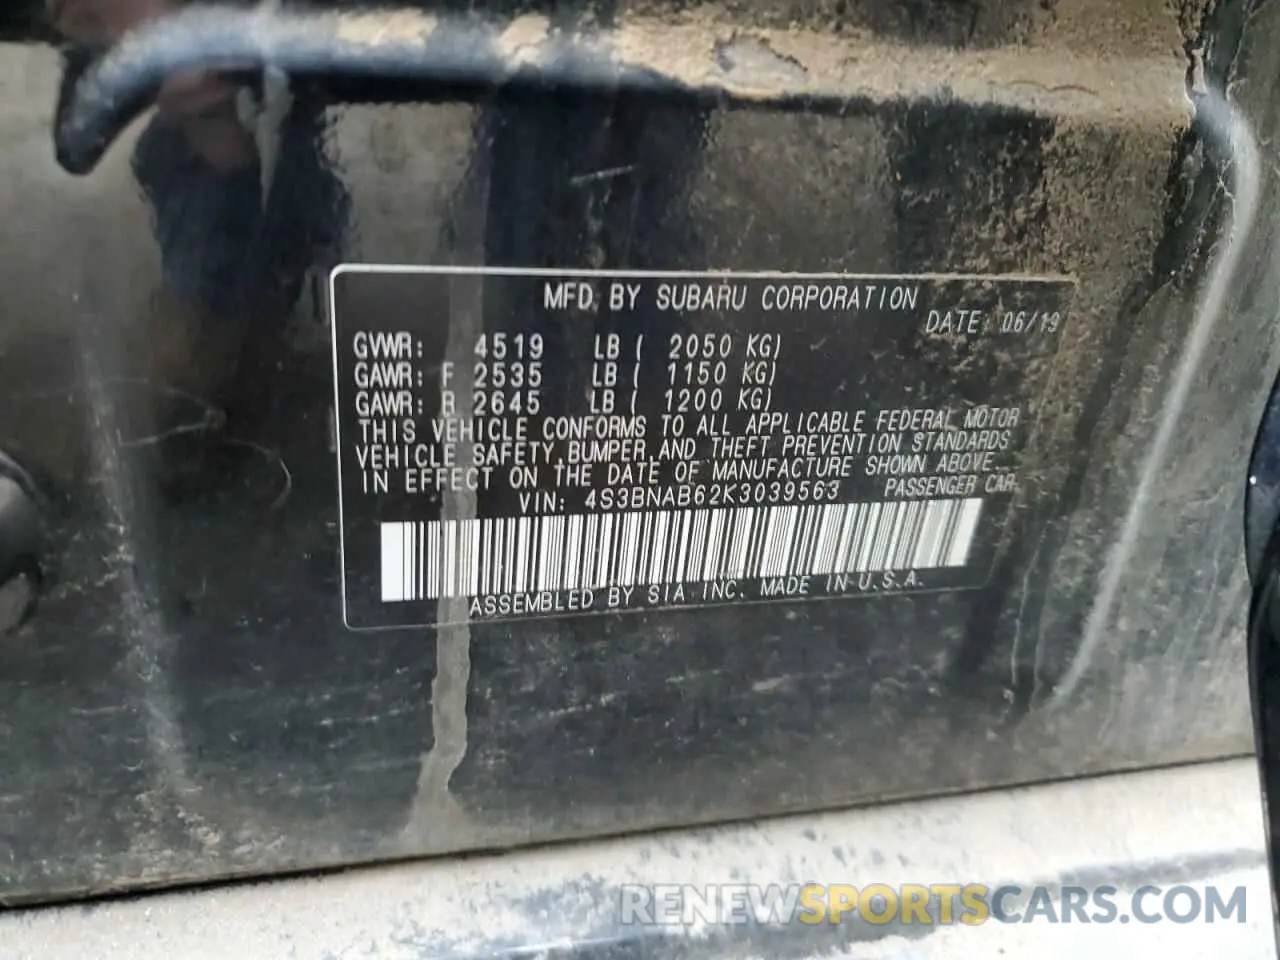 MFD. BY SUBARU CORPORATION
DATE: 06/19
GVWR: 4519 LB ( 2050 KG)
GAWR: F 2535 LB ( 1150 KG)
GAWR: R 2645 LB ( 1200 KG)
THIS VEHICLE CONFORMS TO ALL APPLICABLE FEDERAL MOTOR
VEHICLE SAFETY, BUMPER, AND THEFT PREVENTION STANDARDS
IN EFFECT ON THE DATE OF MANUFACTURE SHOWN ABOVE.
VIN: 4S3BNAB62K3039563 PASSENGER CAR
ASSEMBLED BY SIA INC. MADE IN U.S.A.
RENEWSPORTSCARS.COM